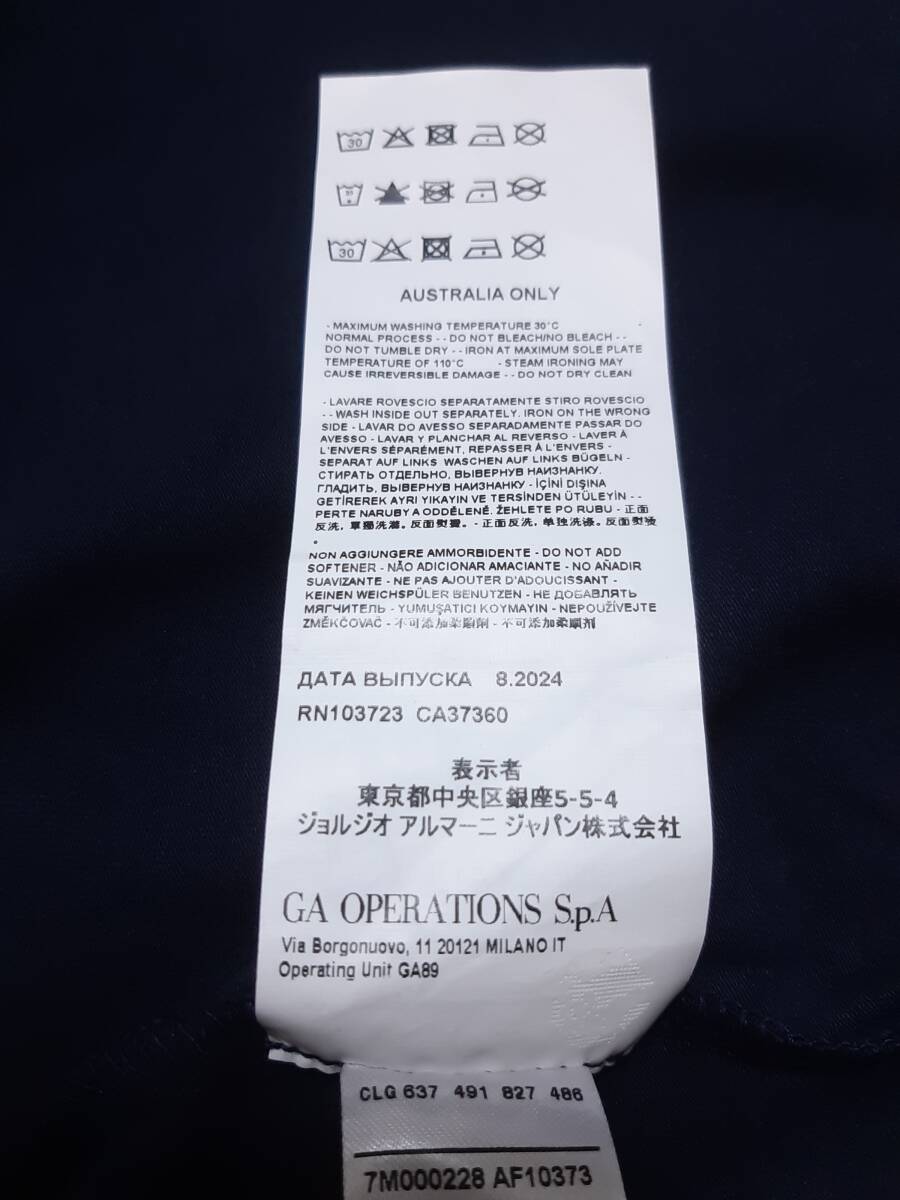 30
30
AUSTRALIA ONLY
- MAXIMUM WASHING TEMPERATURE 30°C
NORMAL PROCESS - - DO NOT BLEACH/NO BLEACH - -
DO NOT TUMBLE DRY - - IRON AT MAXIMUM SOLE PLATE
TEMPERATURE OF 110°C - STEAM IRONING MAY
CAUSE IRREVERSIBLE DAMAGE - - DO NOT DRY CLEAN
- LAVARE ROVESCIO SEPARATAMENTE STIRO ROVESCIO
- - WASH INSIDE OUT SEPARATELY. IRON ON THE WRONG
SIDE - LAVAR DO AVESSO SEPARADAMENTE PASSAR DO
AVESSO - LAVAR Y PLANCHAR AL REVERSO - LAVER À
L'ENVERS SÉPARÉMENT, REPASSER À L'ENVERS -
SEPARAT AUF LINKS WASCHEN AUF LINKS BÜGELN -
СТИРАТЬ ОТДЕЛЬНО, ВЫВЕРНУВ НАИЗНАНКУ.
ГЛАДИТЬ, ВЫВЕРНУВ НАИЗНАНКУ - İÇİNİ DIŞINA
GETİREREK AYRI YIKAYIN VE TERSİNDEN ÜTÜLEYİN - -
PERTE NARUBY A ODDĚLENĚ. ŽEHLETE PO RUBU - 正面
反洗，單獨洗滌。反面熨燙。 - 正面反洗，单独洗涤。反面熨烫
。
NON AGGIUNGERE AMMORBIDENTE - DO NOT ADD
SOFTENER - NÃO ADICIONAR AMACIANTE - NO AÑADIR
SUAVIZANTE - NE PAS AJOUTER D'ADOUCISSANT -
KEINEN WEICHSPÜLER BENUTZEN - НЕ ДОБАВЛЯТЬ
МЯГЧИТЕЛЬ - YUMUŞATICI KOYMAYIN - NEPOUŽÍVEJTE
ZMĚKČOVAČ - 不可添加柔順劑 - 不可添加柔顺剂
ДАТА ВЫПУСКА 8.2024
RN103723 CA37360
表示者
東京都中央区銀座5-5-4
ジョルジオ アルマーニ ジャパン株式会社
GA OPERATIONS S.p.A
Via Borgonuovo, 11 20121 MILANO IT
Operating Unit GA89
CLG 637 491 827 486
7M000228 AF10373